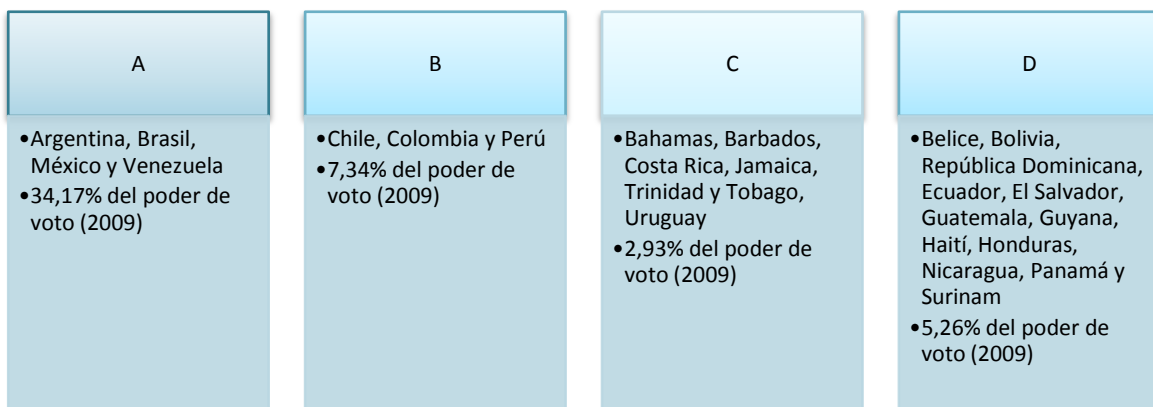 A
•Argentina, Brasil,
México y Venezuela
•34,17% del poder de
voto (2009)
B
•Chile, Colombia y Perú
•7,34% del poder de
voto (2009)
C
•Bahamas, Barbados,
Costa Rica, Jamaica,
Trinidad y Tobago,
Uruguay
•2,93% del poder de
voto (2009)
D
•Belice, Bolivia,
República Dominicana,
Ecuador, El Salvador,
Guatemala, Guyana,
Haití, Honduras,
Nicaragua, Panamá y
Surinam
•5,26% del poder de
voto (2009)